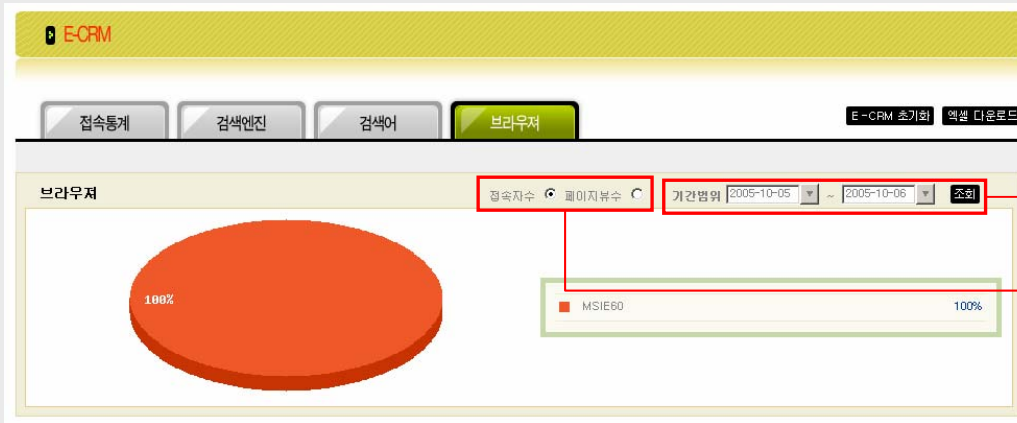 E-CRM
접속통계 검색엔진 검색어 브라우져 E-CRM 초기화 엑셀 다운로드
브라우져 접속자수 페이지뷰수 기간범위 2005-10-05 ~ 2005-10-06 조회
100% MSIE60 100%